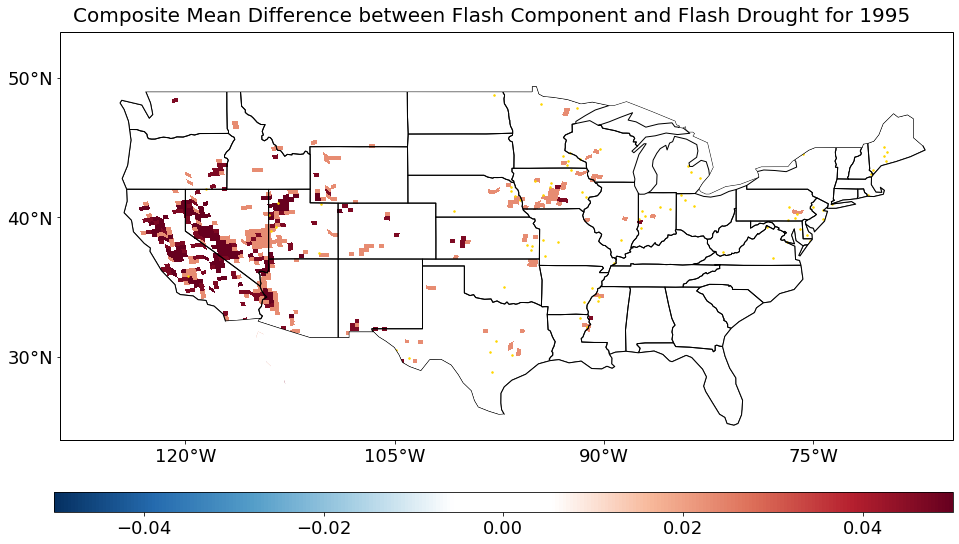 Composite Mean Difference between Flash Component and Flash Drought for 1995
50°N
40°N
30°N
120°W 105°W 90°W 75°W
−0.04 −0.02 0.00 0.02 0.04